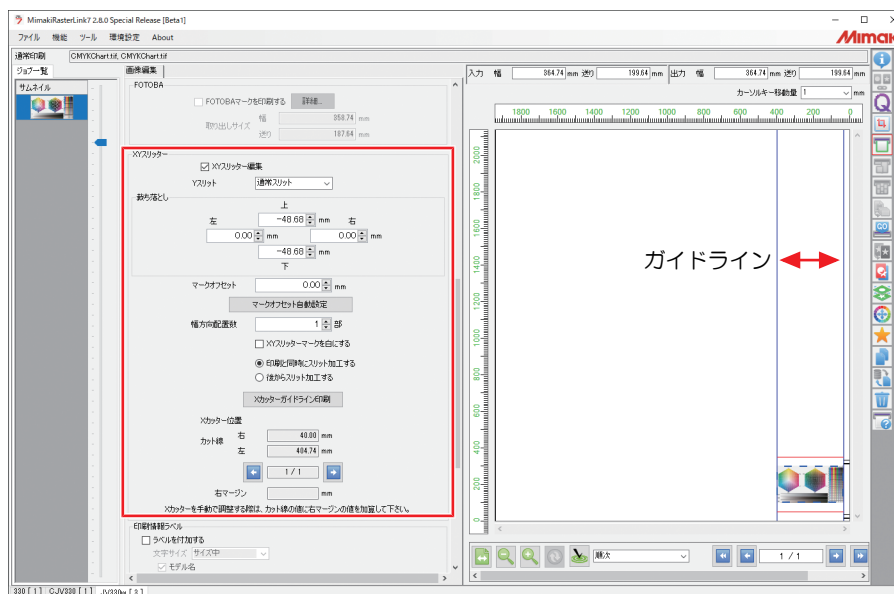 MimakiRasterLink7 2.8.0 Special Release [Beta1]
ファイル 機能 ツール 環境設定 About
Mimaki
通常印刷 CMYKChart.tif, CMYKChart.tif
ジョブ一覧
サムネイル
画像編集
FOTOBA
FOTOBAマークを印刷する 詳細...
取り出しサイズ 幅 358.74 mm
送り 187.64 mm
XYスリッター
XYスリッター編集
Yスリット 通常スリット
裁ち落とし
上
左 -48.68 mm 右
0.00 mm 0.00 mm
-48.68 mm
下
マークオフセット 0.00 mm
マークオフセット自動設定
幅方向配置数 1 部
XYスリッターマークを白にする
印刷と同時にスリット加工する
後からスリット加工する
Xカッターガイドライン印刷
Xカッター位置
カット線 右 40.00 mm
左 404.74 mm
1 / 1
右マージン mm
Xカッターを手動で調整する際は、カット線の値に右マージンの値を加算して下さい。
印刷情報ラベル
ラベルを付加する
文字サイズ サイズ中
モデル名
入力 幅 364.74 mm 送り 199.64 mm 出力 幅 364.74 mm 送り 199.64 mm
カーソルキー移動量 1 mm
1800 1600 1400 1200 1000 800 600 400 200 0
2000
1800
1600
1400
1200
1000
800
600
400
200
0
ガイドライン
順次 1 / 1
330 [ 1 ] CJV330 [ 1 ]